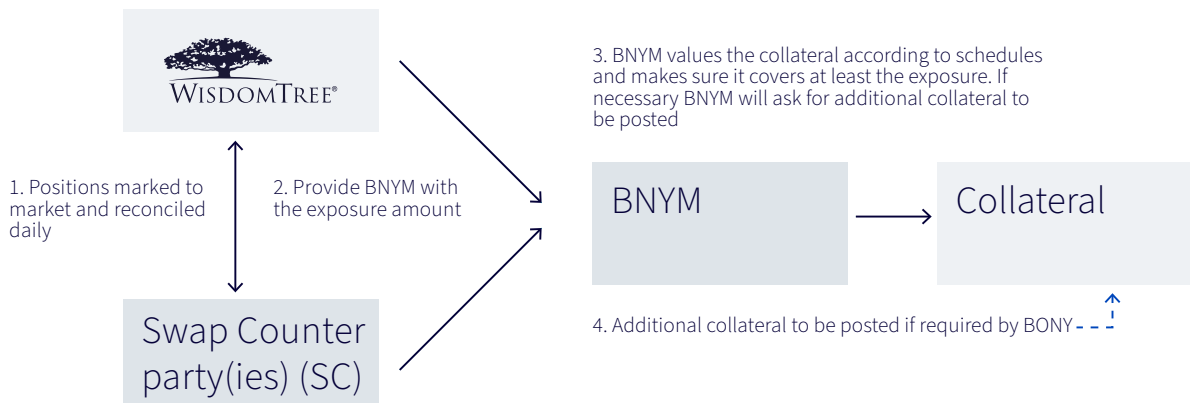 WISDOMTREE®
1. Positions marked to
market and reconciled
daily
2. Provide BNYM with
the exposure amount
Swap Counter
party(ies) (SC)
3. BNYM values the collateral according to schedules
and makes sure it covers at least the exposure. If
necessary BNYM will ask for additional collateral to
be posted
BNYM
Collateral
4. Additional collateral to be posted if required by BONY